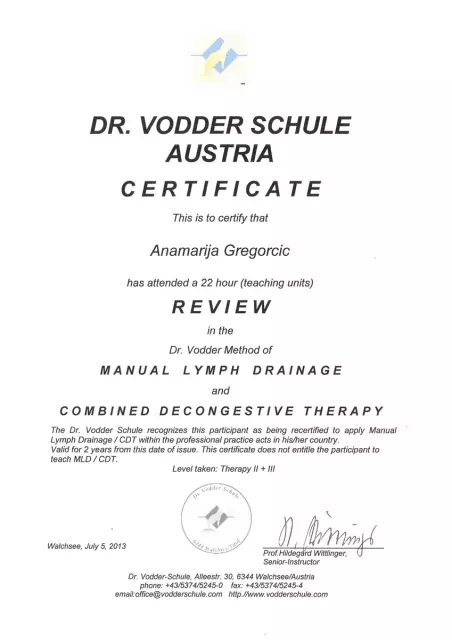 DR. VODDER SCHULE
AUSTRIA
CERTIFICATE
This is to certify that
Anamarija Gregorcic
has attended a 22 hour (teaching units)
REVIEW
in the
Dr. Vodder Method of
MANUAL LYMPH DRAINAGE
and
COMBINED DECONGESTIVE THERAPY
The Dr. Vodder Schule recognizes this participant as being recertified to apply Manual
Lymph Drainage / CDT within the professional practice acts in his/her country.
Valid for 2 years from this date of issue. This certificate does not entitle the participant to
teach MLD / CDT.
Level taken: Therapy II + III
Dr. Vodder Schule
Walchsee, July 5, 2013
Prof.Hildegard Wittlinger,
Senior-Instructor
Dr. Vodder-Schule, Alleestr. 30, 6344 Walchsee/Austria
phone: +43/5374/5245-0 fax: +43/5374/5245-4
email:office@vodderschule.com http.//www.vodderschule.com